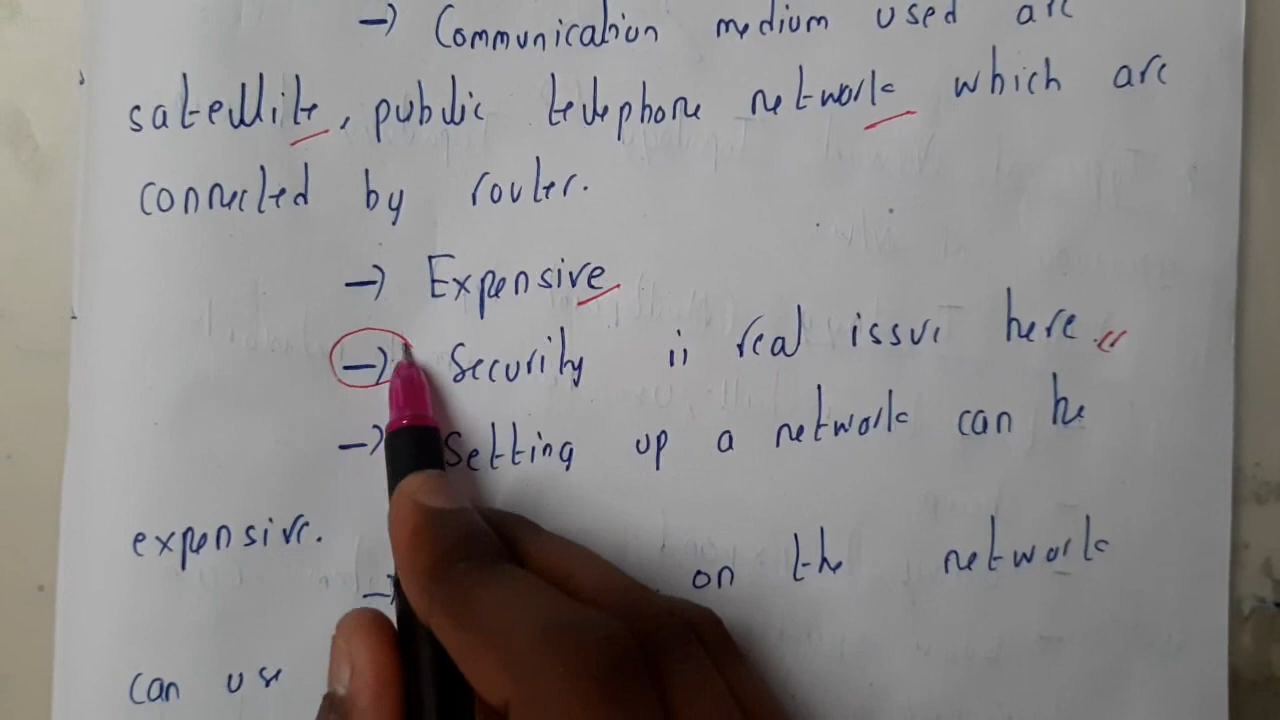 → Communication medium used are
satellite, public telephone network which are
connected by router.
→ Expensive
→ Security is real issue here
→ Setting up a network can be
expensive.
→ on the network
can use